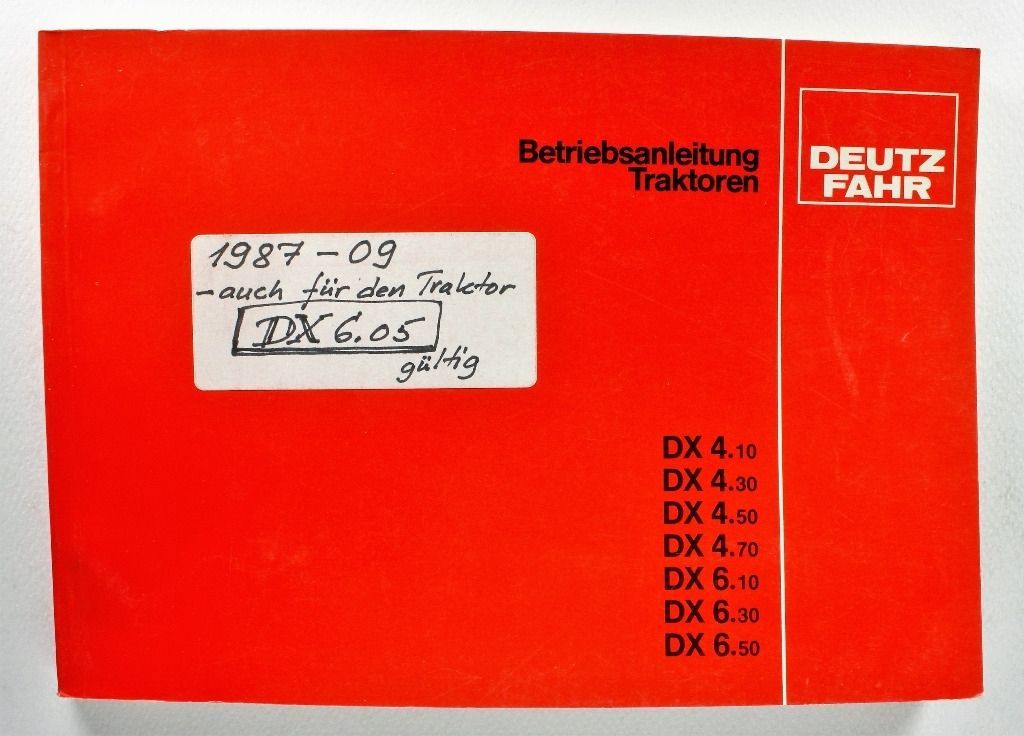 Betriebsanleitung
Traktoren
DEUTZ
FAHR
1987 - 09
- auch für den Traktor
DX 6.05
gültig
DX 4.10
DX 4.30
DX 4.50
DX 4.70
DX 6.10
DX 6.30
DX 6.50